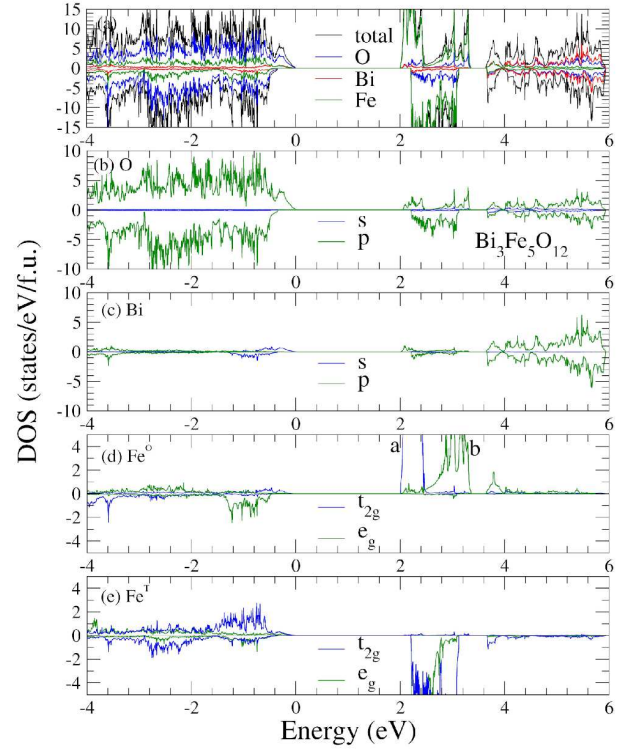 DOS (states/eV/f.u.)
15
10
5
0
-5
-10
15
(a)
total
O
Bi
Fe
-4 -2 0 2 4 6
10
5
0
-5
10
(b) O
s
p
Bi₃Fe₅O₁₂
-4 -2 0 2 4 6
10
5
0
-5
-10
(c) Bi
s
p
-4 -2 0 2 4 6
4
2
0
-2
-4
(d) Feᴼ
a
b
t₂g
e_g
-4 -2 0 2 4 6
4
2
0
-2
-4
(e) Feᵀ
t₂g
e_g
-4 -2 0 2 4 6
Energy (eV)